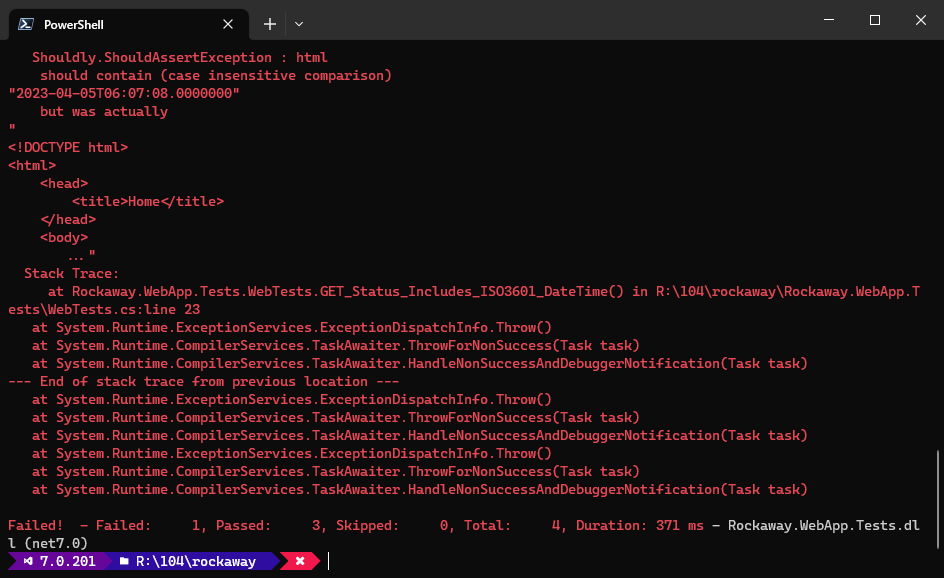 PowerShell
Shouldly.ShouldAssertException : html
should contain (case insensitive comparison)
"2023-04-05T06:07:08.0000000"
but was actually
"
<!DOCTYPE html>
<html>
<head>
<title>Home</title>
</head>
<body>
... "
Stack Trace:
at Rockaway.WebApp.Tests.WebTests.GET_Status_Includes_ISO3601_DateTime() in R:\104\rockaway\Rockaway.WebApp.T
ests\WebTests.cs:line 23
at System.Runtime.ExceptionServices.ExceptionDispatchInfo.Throw()
at System.Runtime.CompilerServices.TaskAwaiter.ThrowForNonSuccess(Task task)
at System.Runtime.CompilerServices.TaskAwaiter.HandleNonSuccessAndDebuggerNotification(Task task)
--- End of stack trace from previous location ---
at System.Runtime.ExceptionServices.ExceptionDispatchInfo.Throw()
at System.Runtime.CompilerServices.TaskAwaiter.ThrowForNonSuccess(Task task)
at System.Runtime.CompilerServices.TaskAwaiter.HandleNonSuccessAndDebuggerNotification(Task task)
at System.Runtime.ExceptionServices.ExceptionDispatchInfo.Throw()
at System.Runtime.CompilerServices.TaskAwaiter.ThrowForNonSuccess(Task task)
at System.Runtime.CompilerServices.TaskAwaiter.HandleNonSuccessAndDebuggerNotification(Task task)
Failed!  - Failed:     1, Passed:     3, Skipped:     0, Total:     4, Duration: 371 ms - Rockaway.WebApp.Tests.dl
l (net7.0)
7.0.201 R:\104\rockaway